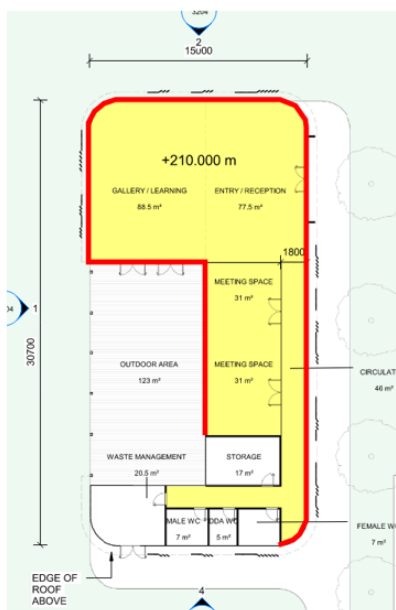 3204
2
15000
+210.000 m
GALLERY / LEARNING
88.5 m²
ENTRY / RECEPTION
77.5 m²
1800
MEETING SPACE
31 m²
04
1
30700
MEETING SPACE
31 m²
OUTDOOR AREA
123 m²
CIRCULAT
46 m²
WASTE MANAGEMENT
20.5 m²
STORAGE
17 m²
MALE WC
7 m²
DDA WC
5 m²
FEMALE W
7 m²
EDGE OF
ROOF
ABOVE
4